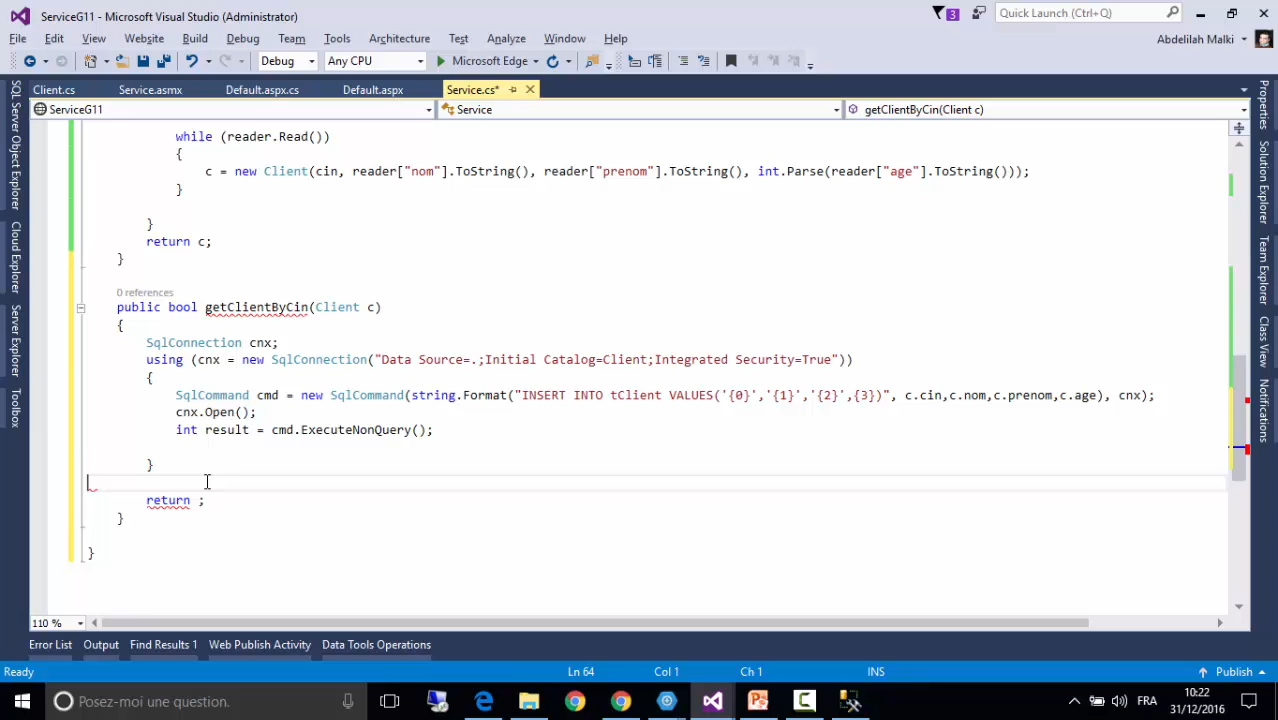 ServiceG11 - Microsoft Visual Studio (Administrator)
3
Quick Launch (Ctrl+Q)
File Edit View Website Build Debug Team Tools Architecture Test Analyze Window Help
Abdelilah Malki
Debug Any CPU Microsoft Edge
Client.cs Service.asmx Default.aspx.cs Default.aspx Service.cs*
ServiceG11 Service getClientByCin(Client c)
SQL Server Object Explorer
Cloud Explorer
Server Explorer
Toolbox
while (reader.Read())
{
c = new Client(cin, reader["nom"].ToString(), reader["prenom"].ToString(), int.Parse(reader["age"].ToString()));
}
}
return c;
}
0 references
public bool getClientByCin(Client c)
{
SqlConnection cnx;
using (cnx = new SqlConnection("Data Source=.;Initial Catalog=Client;Integrated Security=True"))
{
SqlCommand cmd = new SqlCommand(string.Format("INSERT INTO tClient VALUES('{0}','{1}','{2}',{3})", c.cin,c.nom,c.prenom,c.age), cnx);
cnx.Open();
int result = cmd.ExecuteNonQuery();
}
return ;
}
}
Properties
Solution Explorer
Team Explorer
Class View
Notifications
110 %
Error List Output Find Results 1 Web Publish Activity Data Tools Operations
Ready Ln 64 Col 1 Ch 1 INS Publish
Posez-moi une question.
FRA
10:22
31/12/2016